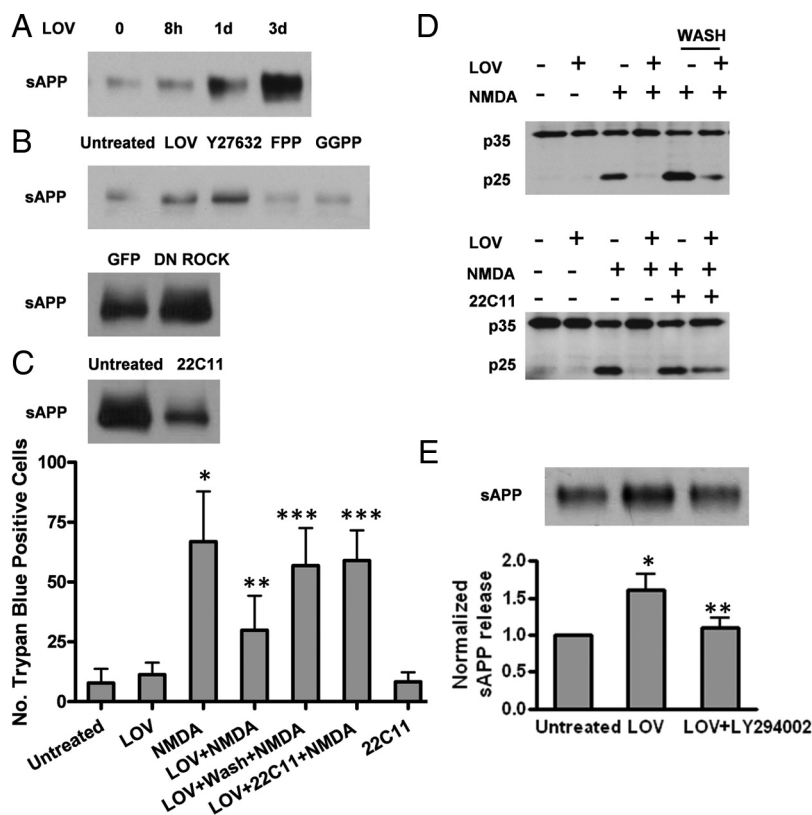 A
LOV 0 8h 1d 3d
sAPP
B
Untreated LOV Y27632 FPP GGPP
sAPP
GFP DN ROCK
sAPP
C
Untreated 22C11
sAPP
No. Trypan Blue Positive Cells
100
75
50
25
0
*
**
***
***
Untreated
LOV
NMDA
LOV+NMDA
LOV+Wash+NMDA
LOV+22C11+NMDA
22C11
D
WASH
LOV - + - + - +
NMDA - - + + + +
p35
p25
LOV - + - + - +
NMDA - - + + + +
22C11 - - - - + +
p35
p25
E
sAPP
Normalized
sAPP release
2.0
1.5
1.0
0.5
0.0
*
**
Untreated LOV LOV+LY294002